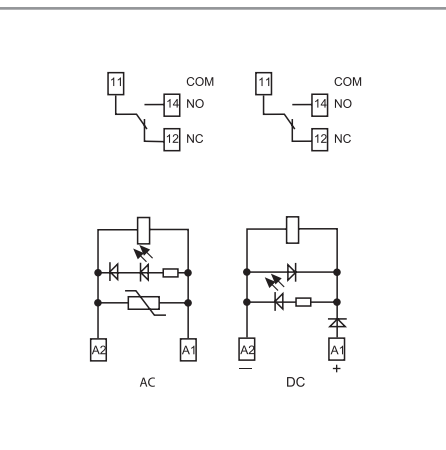 11 COM 11 COM
14 NO 14 NO
12 NC 12 NC
A2 A1 A2 A1
— +
AC DC